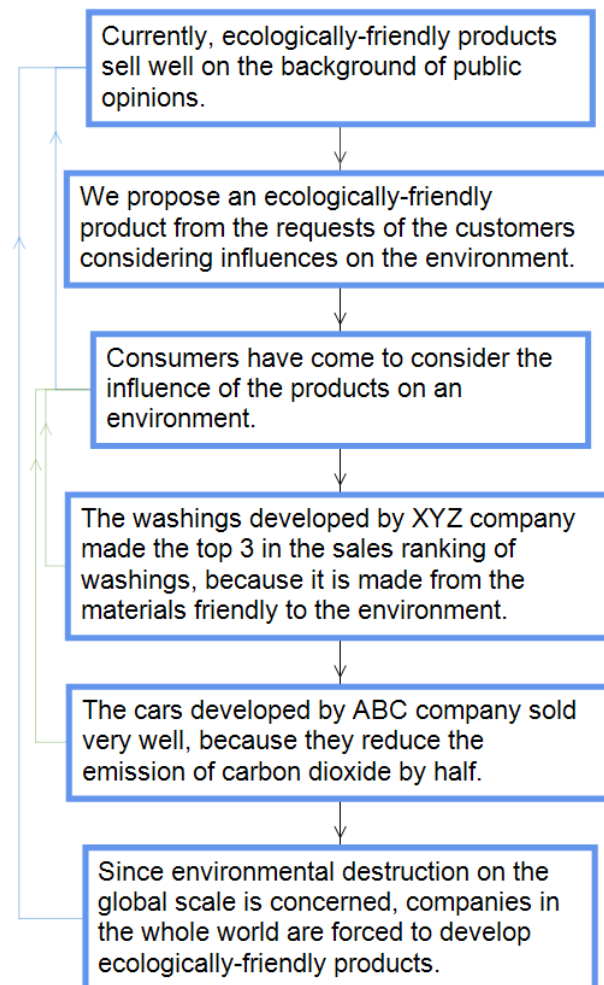 Currently, ecologically-friendly products
sell well on the background of public
opinions.
We propose an ecologically-friendly
product from the requests of the customers
considering influences on the environment.
Consumers have come to consider the
influence of the products on an
environment.
The washings developed by XYZ company
made the top 3 in the sales ranking of
washings, because it is made from the
materials friendly to the environment.
The cars developed by ABC company sold
very well, because they reduce the
emission of carbon dioxide by half.
Since environmental destruction on the
global scale is concerned, companies in
the whole world are forced to develop
ecologically-friendly products.